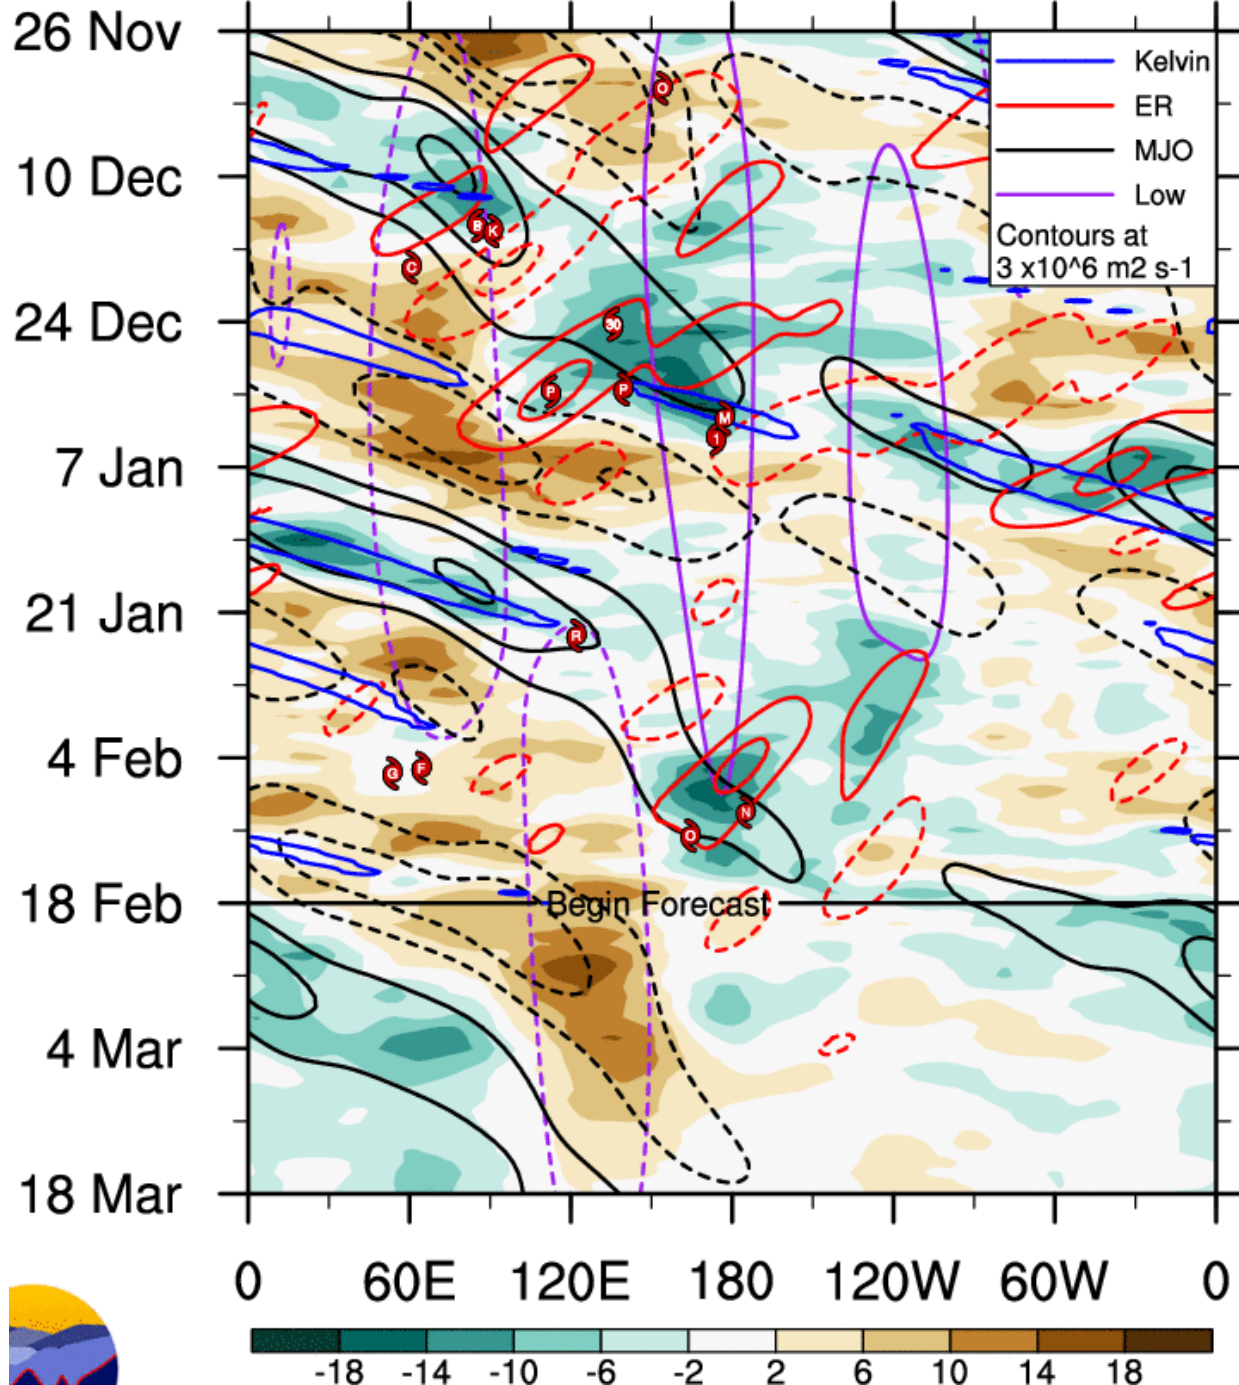 26 Nov
10 Dec
24 Dec
7 Jan
21 Jan
4 Feb
18 Feb
4 Mar
18 Mar
Kelvin
ER
MJO
Low
Contours at
3 x10^6 m2 s-1
O
B K
C
30
P P
M
1
R
G F
N
O
Begin Forecast
0 60E 120E 180 120W 60W 0
-18 -14 -10 -6 -2 2 6 10 14 18